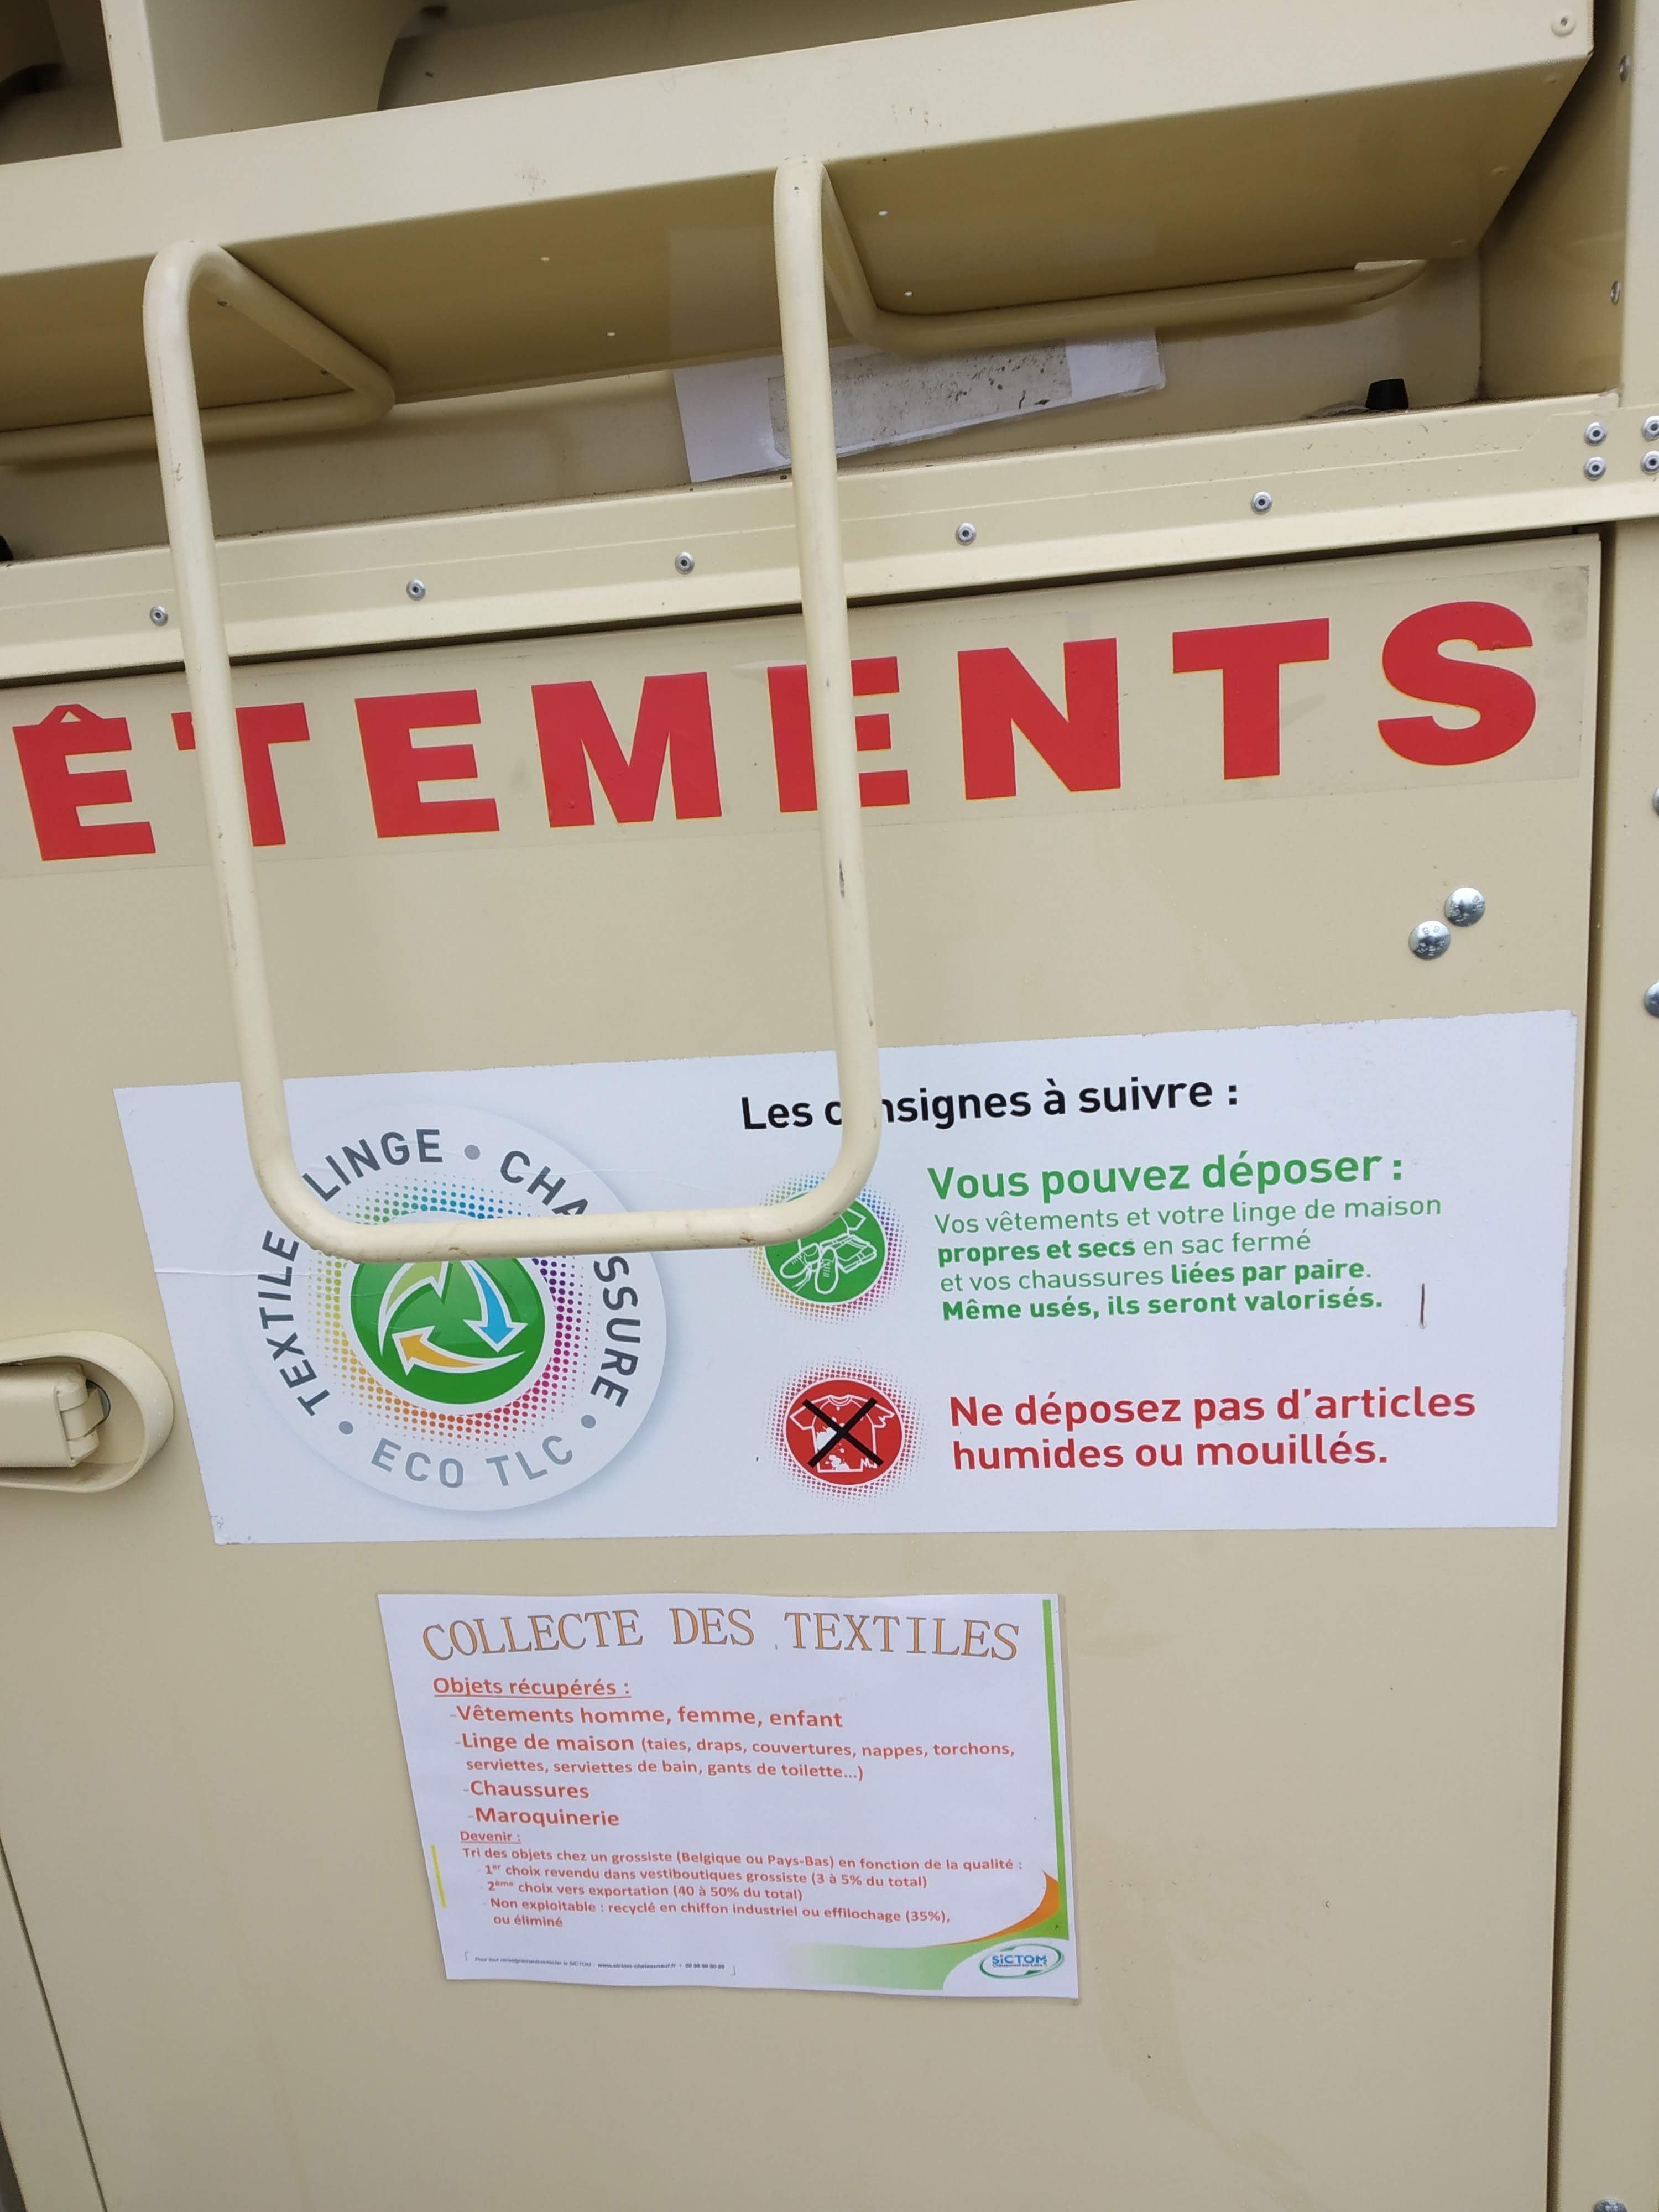 ÊTEMENTS
TEXTILE LINGE • CHAUSSURE •
• ECO TLC
Les consignes à suivre :
Vous pouvez déposer :
Vos vêtements et votre linge de maison
propres et secs en sac fermé
et vos chaussures liées par paire.
Même usés, ils seront valorisés.
Ne déposez pas d'articles
humides ou mouillés.
COLLECTE DES TEXTILES
Objets récupérés :
-Vêtements homme, femme, enfant
-Linge de maison (taies, draps, couvertures, nappes, torchons,
serviettes, serviettes de bain, gants de toilette...)
-Chaussures
-Maroquinerie
Devenir :
Tri des objets chez un grossiste (Belgique ou Pays-Bas) en fonction de la qualité :
1er choix revendu dans vestiboutiques grossiste (3 à 5% du total)
2ème choix vers exportation (40 à 50% du total)
Non exploitable : recyclé en chiffon industriel ou effilochage (35%),
ou éliminé
SICTOM